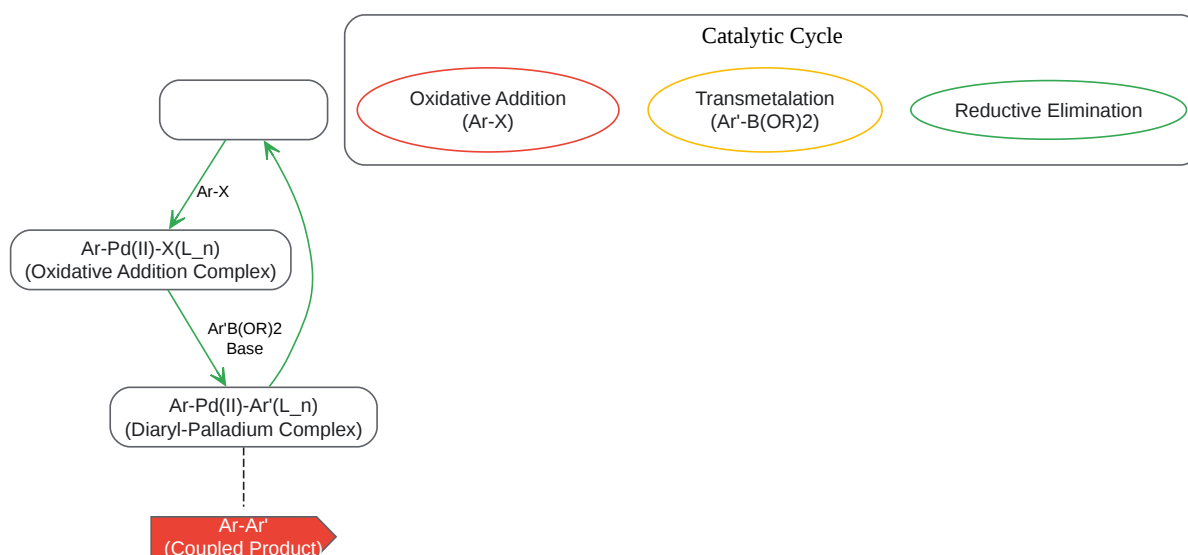 Catalytic Cycle
Oxidative Addition
(Ar-X)
Transmetalation
(Ar'-B(OR)2)
Reductive Elimination
Ar-X
Ar-Pd(II)-X(L_n)
(Oxidative Addition Complex)
Ar'B(OR)2
Base
Ar-Pd(II)-Ar'(L_n)
(Diaryl-Palladium Complex)
Ar-Ar'
(Coupled Product)